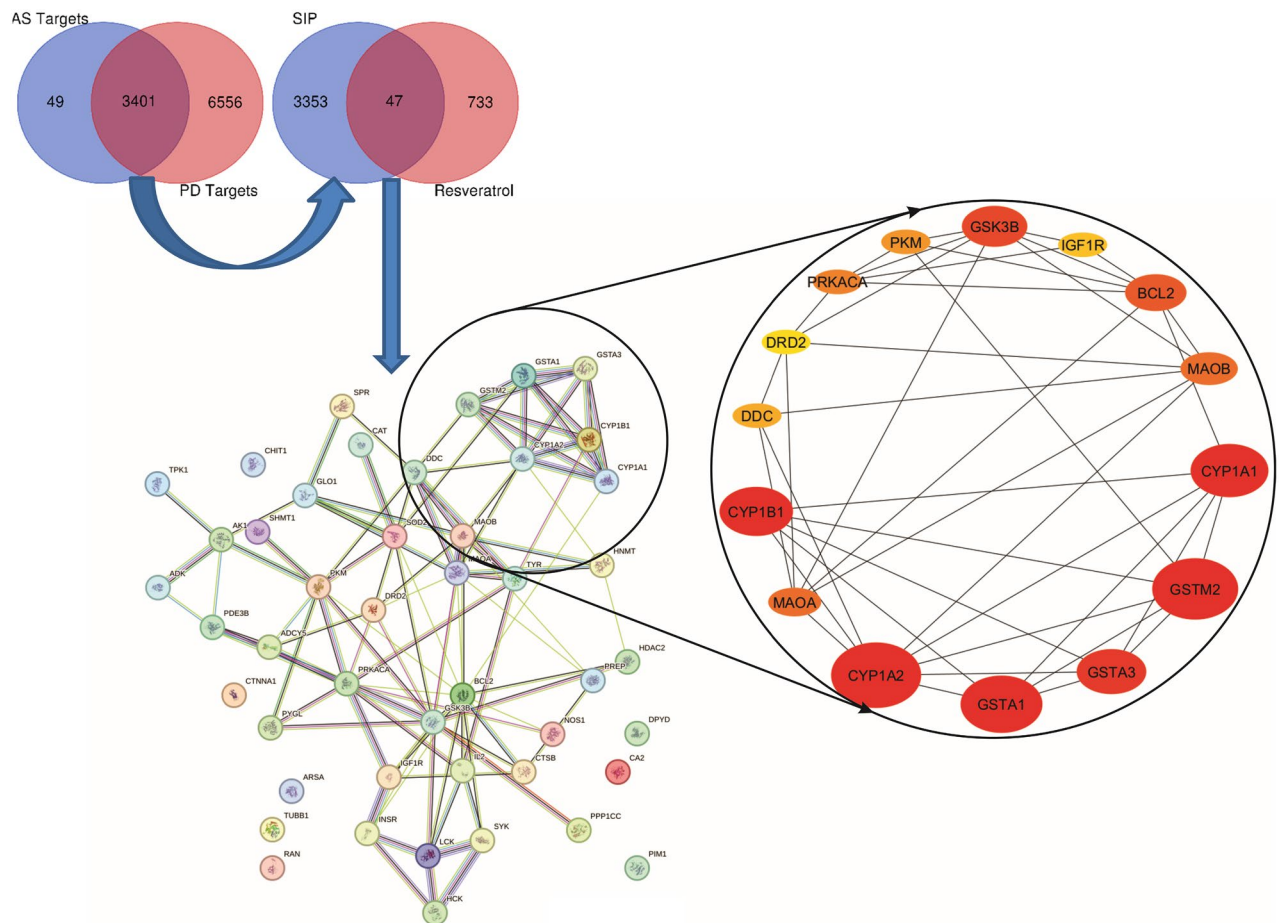 AS Targets
SIP
49
3401
6556
3353
47
733
PD Targets
Resveratrol
GSK3B
PKM
IGF1R
PRKACA
BCL2
DRD2
MAOB
DDC
CYP1A1
CYP1B1
GSTM2
MAOA
GSTA3
CYP1A2
GSTA1
GSTA3
GSTA1
GSTM2
SPR
CYP1B1
CAT
CYP1A2
CHIT1
DDC
CYP1A1
TPK1
GLO1
SHMT1
SOD2
MAOB
AK1
HNMT
MAOA
TYR
ADK
PKM
DRD2
PDE3B
ADCY5
HDAC2
PRKACA
PREP
BCL2
CTNNA1
GSK3B
PYGL
NOS1
DPYD
IGF1R
IL2
CTSB
CA2
ARSA
TUBB1
INSR
SYK
PPP1CC
LCK
RAN
PIM1
HCK